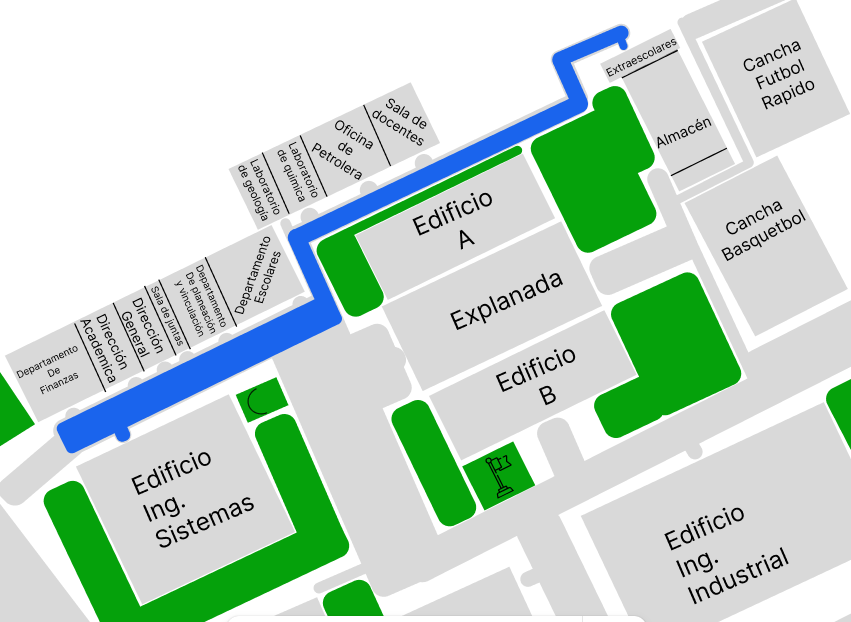 Extraescolares
Cancha
Futbol
Rapido
Almacén
Sala de
docentes
Oficina
de
Petrolera
Laboratorio
de quimica
Laboratorio
de geologia
Edificio
A
Cancha
Basquetbol
Explanada
Departamento
Escolares
Departamento
De planeación
y vinculación
Sala de juntas
Dirección
General
Dirección
Academica
Departamento
De
Finanzas
Edificio
B
Edificio
Ing.
Sistemas
Edificio
Ing.
Industrial